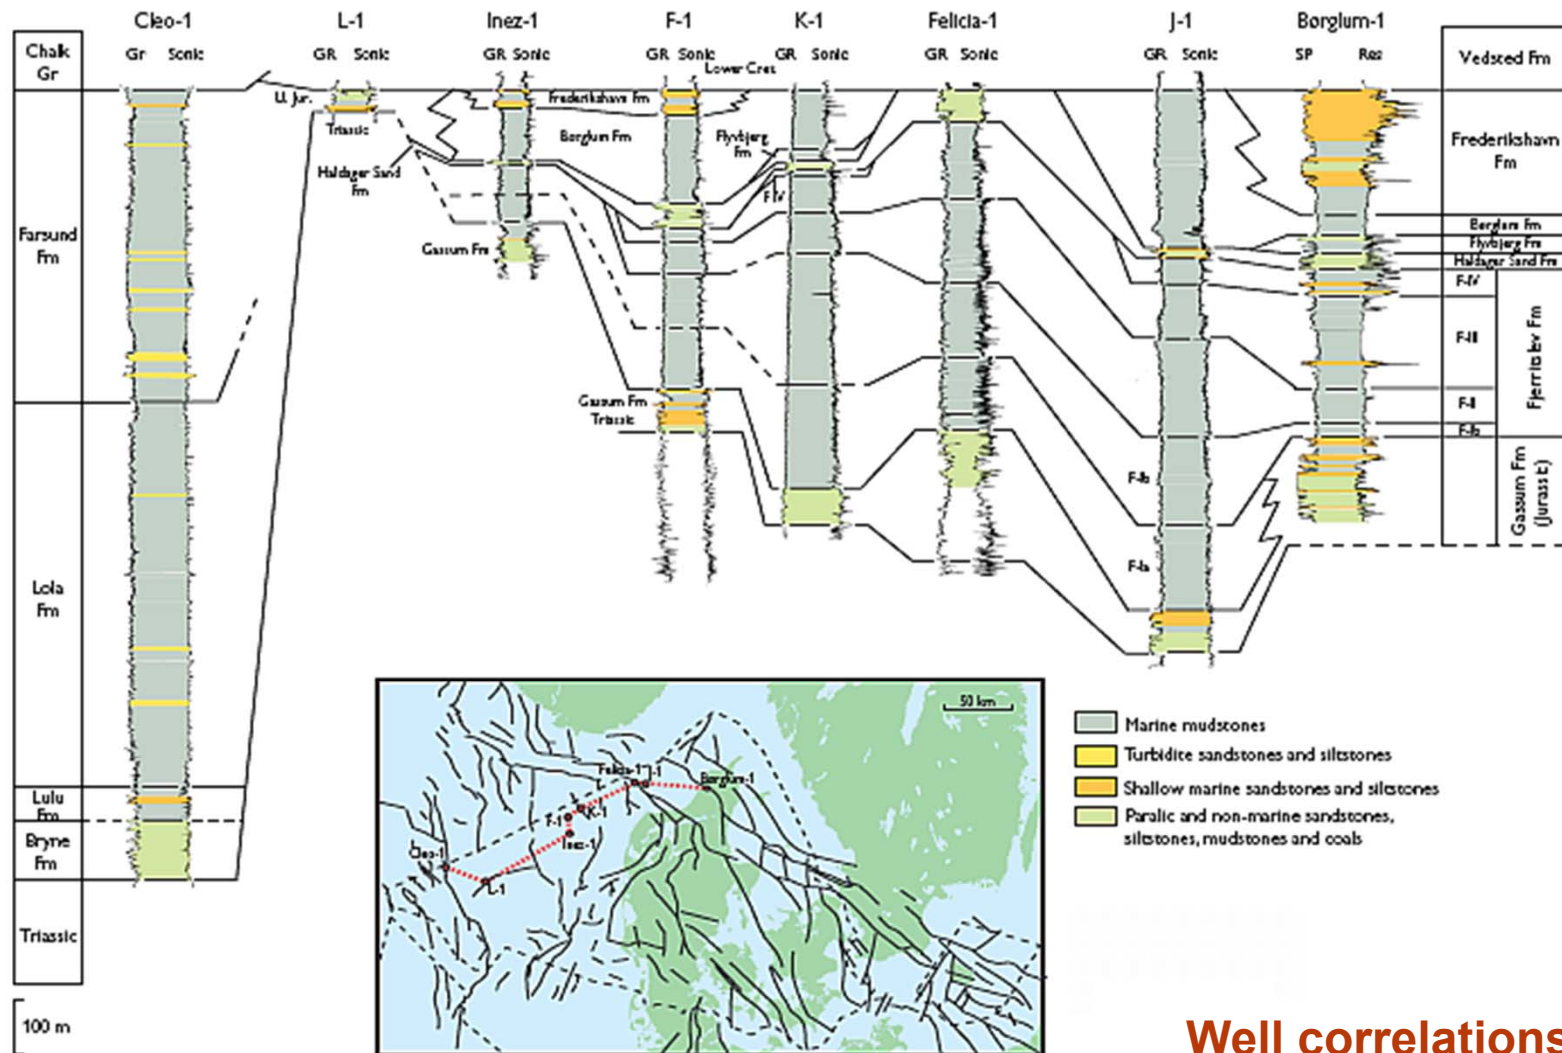 Cleo-1
L-1
Inez-1
F-1
K-1
Felicia-1
J-1
Børglum-1
Gr Sonic
GR Sonic
GR Sonic
GR Sonic
GR Sonic
GR Sonic
GR Sonic
SP Res
Chalk
Gr
Farsund
Fm
Lola
Fm
Lulu
Fm
Bryne
Fm
Triassic
100 m
U. Jur.
Triassic
Haldager Sand
Fm
Gassum Fm
Lower Cret
Frederikshavn Fm
Børglum Fm
Flyvbjerg
Fm
F-IV
Gassum Fm
Triassic
F-Ib
F-Ia
Vedsted Fm
Frederikshavn
Fm
Børglum Fm
Flyvbjerg Fm
Haldager Sand Fm
F-IV
F-III
F-II
F-Ib
Fjerritslev Fm
Gassum Fm
(Jurassic)
50 km
Felicia-1
J-1
Børglum-1
K-1
F-1
Inez-1
Cleo-1
L-1
Marine mudstones
Turbidite sandstones and siltstones
Shallow marine sandstones and siltstones
Paralic and non-marine sandstones,
siltstones, mudstones and coals
Well correlations